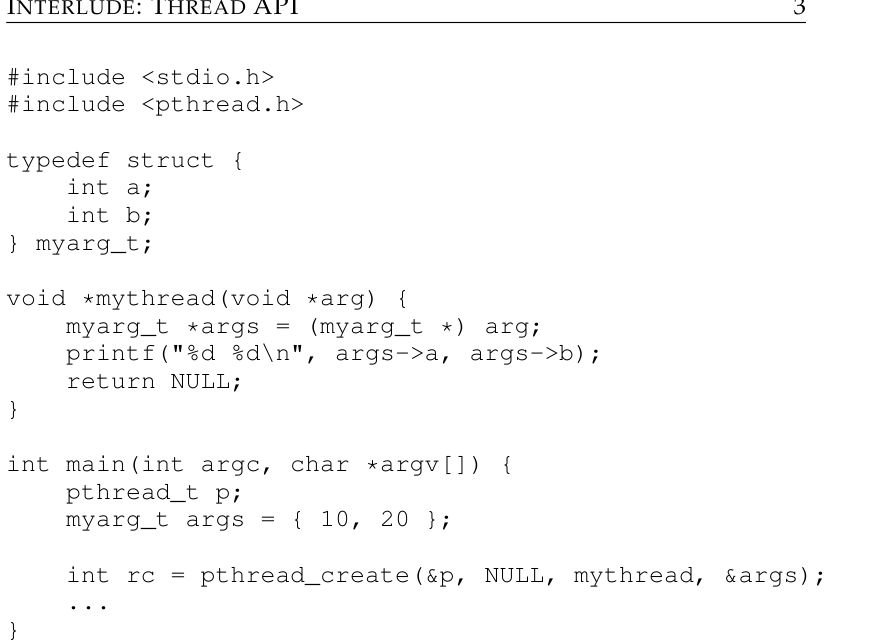 INTERLUDE: THREAD API 3
#include <stdio.h>
#include <pthread.h>
typedef struct {
    int a;
    int b;
} myarg_t;
void *mythread(void *arg) {
    myarg_t *args = (myarg_t *) arg;
    printf("%d %d\n", args->a, args->b);
    return NULL;
}
int main(int argc, char *argv[]) {
    pthread_t p;
    myarg_t args = { 10, 20 };
    int rc = pthread_create(&p, NULL, mythread, &args);
    ...
}